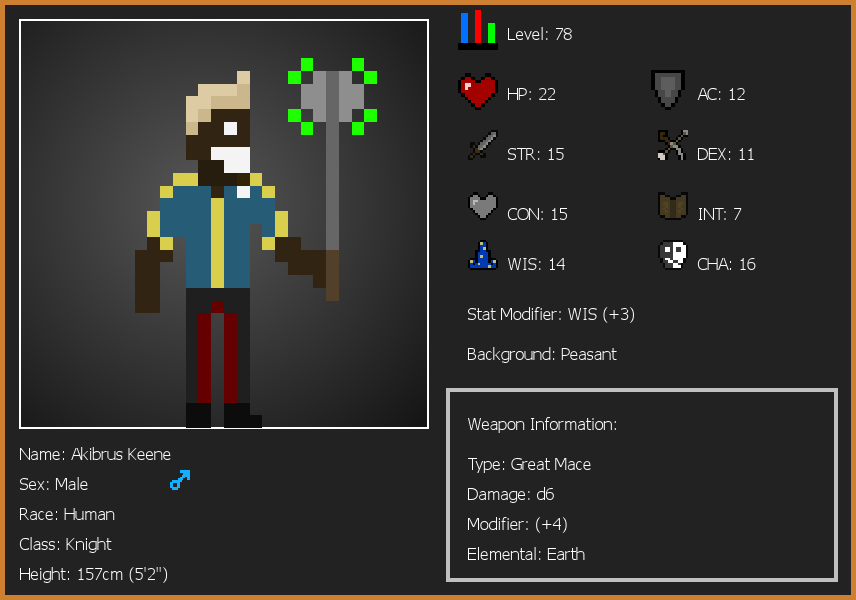 Level: 78
HP: 22
AC: 12
STR: 15
DEX: 11
CON: 15
INT: 7
WIS: 14
CHA: 16
Stat Modifier: WIS (+3)
Background: Peasant
Weapon Information:
Type: Great Mace
Damage: d6
Modifier: (+4)
Elemental: Earth
Name: Akibrus Keene
Sex: Male
Race: Human
Class: Knight
Height: 157cm (5'2")